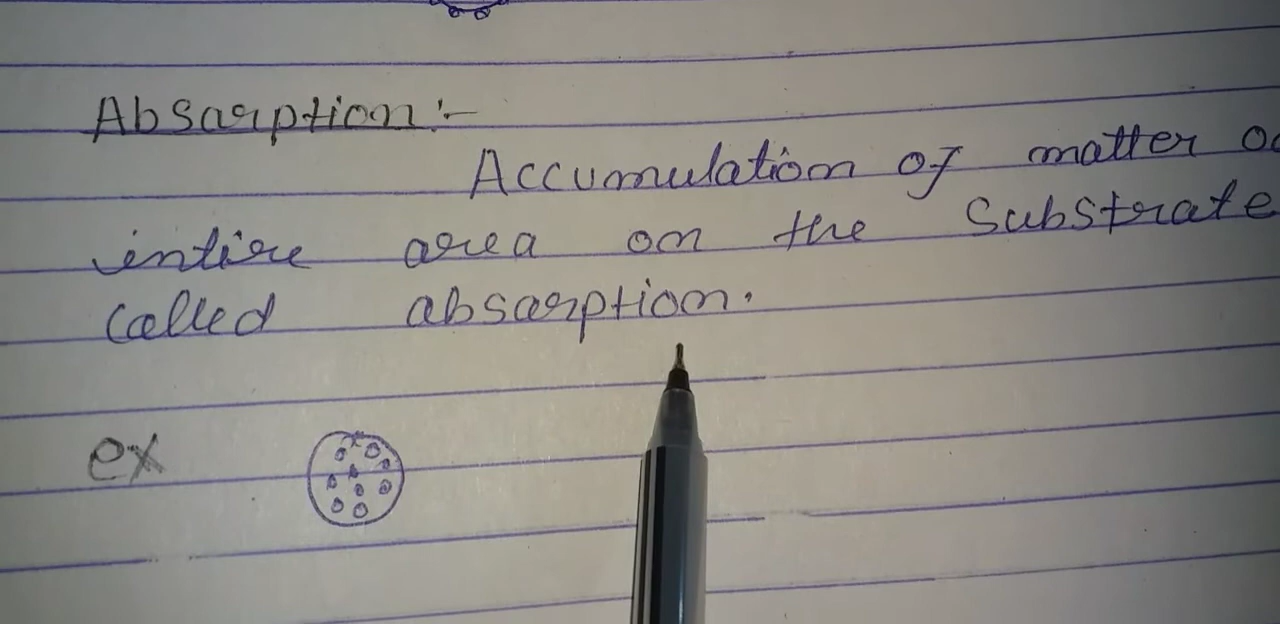 Absarption:-
Accumulation of matter
intire area on the Substrate
called absarption.
ex